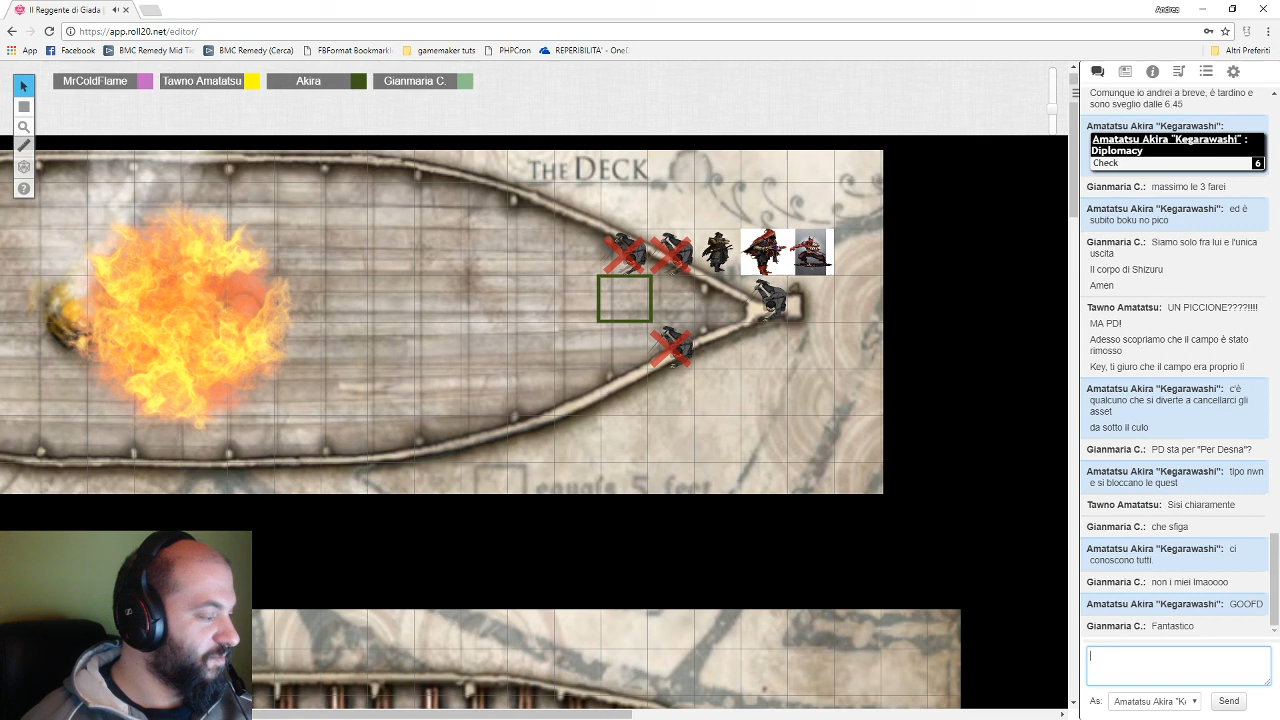 Il Reggente di Giada |
Andrea
https://app.roll20.net/editor/
App
Facebook
BMC Remedy Mid Tie
BMC Remedy (Cerca)
FBFormat Bookmarkl
gamemaker tuts
PHPCron
REPERIBILITA' - OneD
Altri Preferiti
MrColdFlame
Tawno Amatatsu
Akira
Gianmaria C.
THE DECK
equals 5 feet
Comunque io andrei a breve, è tardino e
sono sveglio dalle 6.45
Amatatsu Akira "Kegarawashi":
Amatatsu Akira "Kegarawashi" :
Diplomacy
Check 6
Gianmaria C.: massimo le 3 farei
Amatatsu Akira "Kegarawashi": ed è
subito boku no pico
Gianmaria C.: Siamo solo fra lui e l'unica
uscita
Il corpo di Shizuru
Amen
Tawno Amatatsu: UN PICCIONE????!!!!
MA PD!
Adesso scopriamo che il campo è stato
rimosso
Key, ti giuro che il campo era proprio lì
Amatatsu Akira "Kegarawashi": c'è
qualcuno che si diverte a cancellarci gli
asset
da sotto il culo
Gianmaria C.: PD sta per "Per Desna"?
Amatatsu Akira "Kegarawashi": tIpo nwn
e si bloccano le quest
Tawno Amatatsu: Sisi chiaramente
Gianmaria C.: che sfiga
Amatatsu Akira "Kegarawashi": ci
conoscono tutti.
Gianmaria C.: non i miei lmaoooo
Amatatsu Akira "Kegarawashi": GOOFD
Gianmaria C.: Fantastico
As: Amatatsu Akira "K
Send